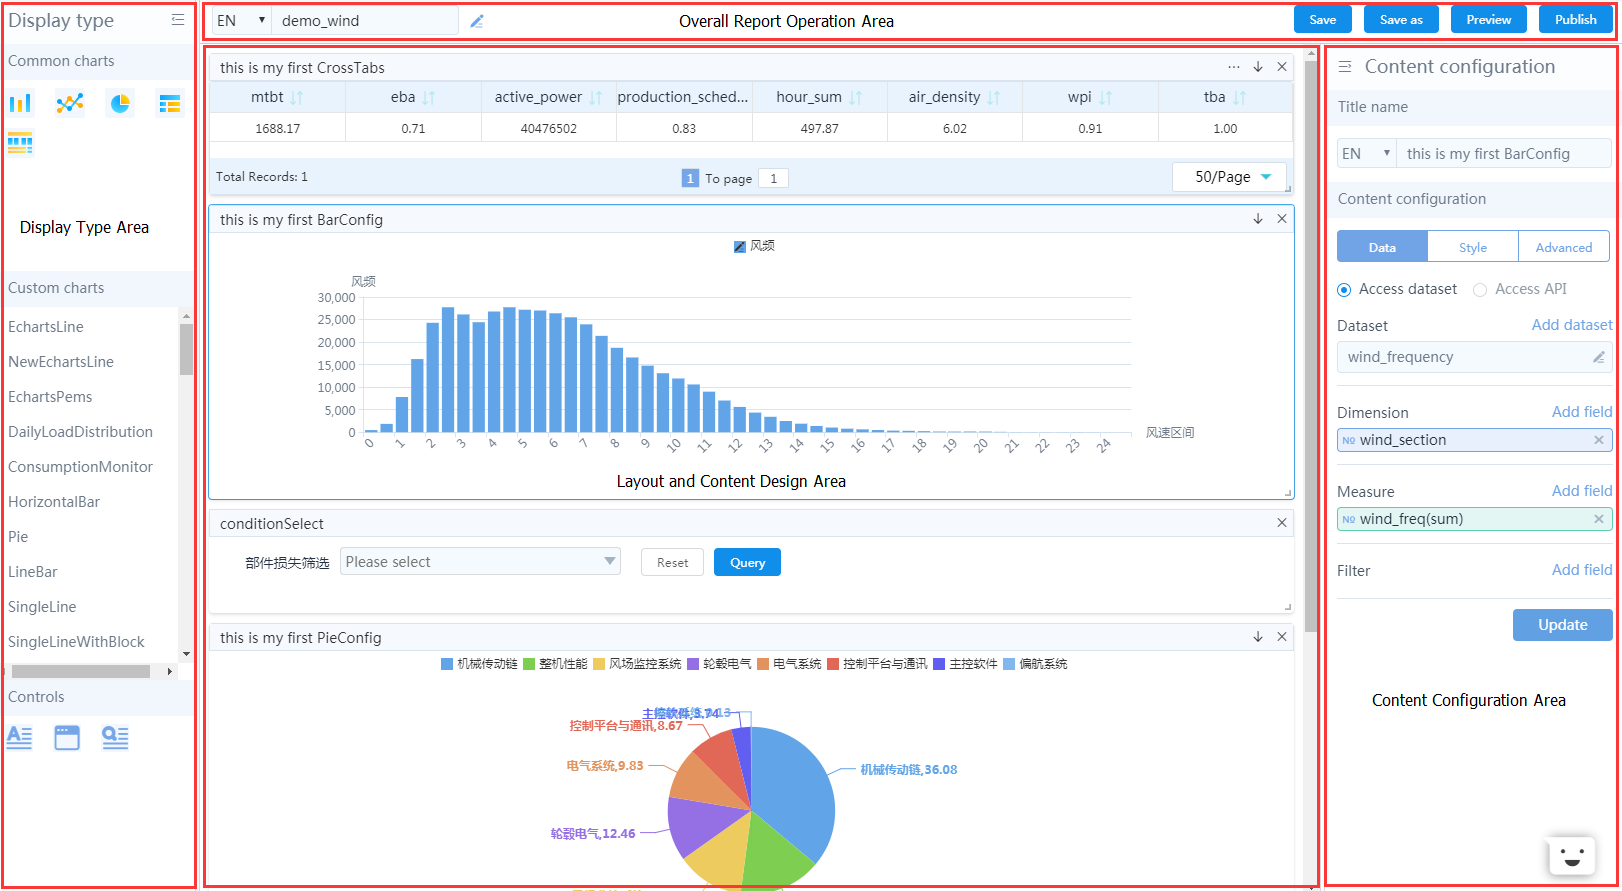 Display type
Common charts
Display Type Area
Custom charts
EchartsLine
NewEchartsLine
EchartsPems
DailyLoadDistribution
ConsumptionMonitor
HorizontalBar
Pie
LineBar
SingleLine
SingleLineWithBlock
Controls
EN demo_wind
Overall Report Operation Area
Save Save as Preview Publish
this is my first CrossTabs
mtbt eba active_power production_sched... hour_sum air_density wpi tba
1688.17 0.71 40476502 0.83 497.87 6.02 0.91 1.00
Total Records: 1 1 To page 1 50/Page
this is my first BarConfig
风频
风频
30,000
25,000
20,000
15,000
10,000
5,000
0
0 1 2 3 4 5 6 7 8 9 10 11 12 13 14 15 16 17 18 19 20 21 22 23 24
风速区间
Layout and Content Design Area
conditionSelect
部件损失筛选 Please select Reset Query
this is my first PieConfig
机械传动链 整机性能 风场监控系统 轮毂电气 电气系统 控制平台与通讯 主控软件 偏航系统
主控软件,3.74
控制平台与通讯,8.67
电气系统,9.83
机械传动链,36.08
轮毂电气,12.46
Content configuration
Title name
EN this is my first BarConfig
Content configuration
Data Style Advanced
Access dataset Access API
Dataset Add dataset
wind_frequency
Dimension Add field
NO wind_section
Measure Add field
NO wind_freq(sum)
Filter Add field
Update
Content Configuration Area